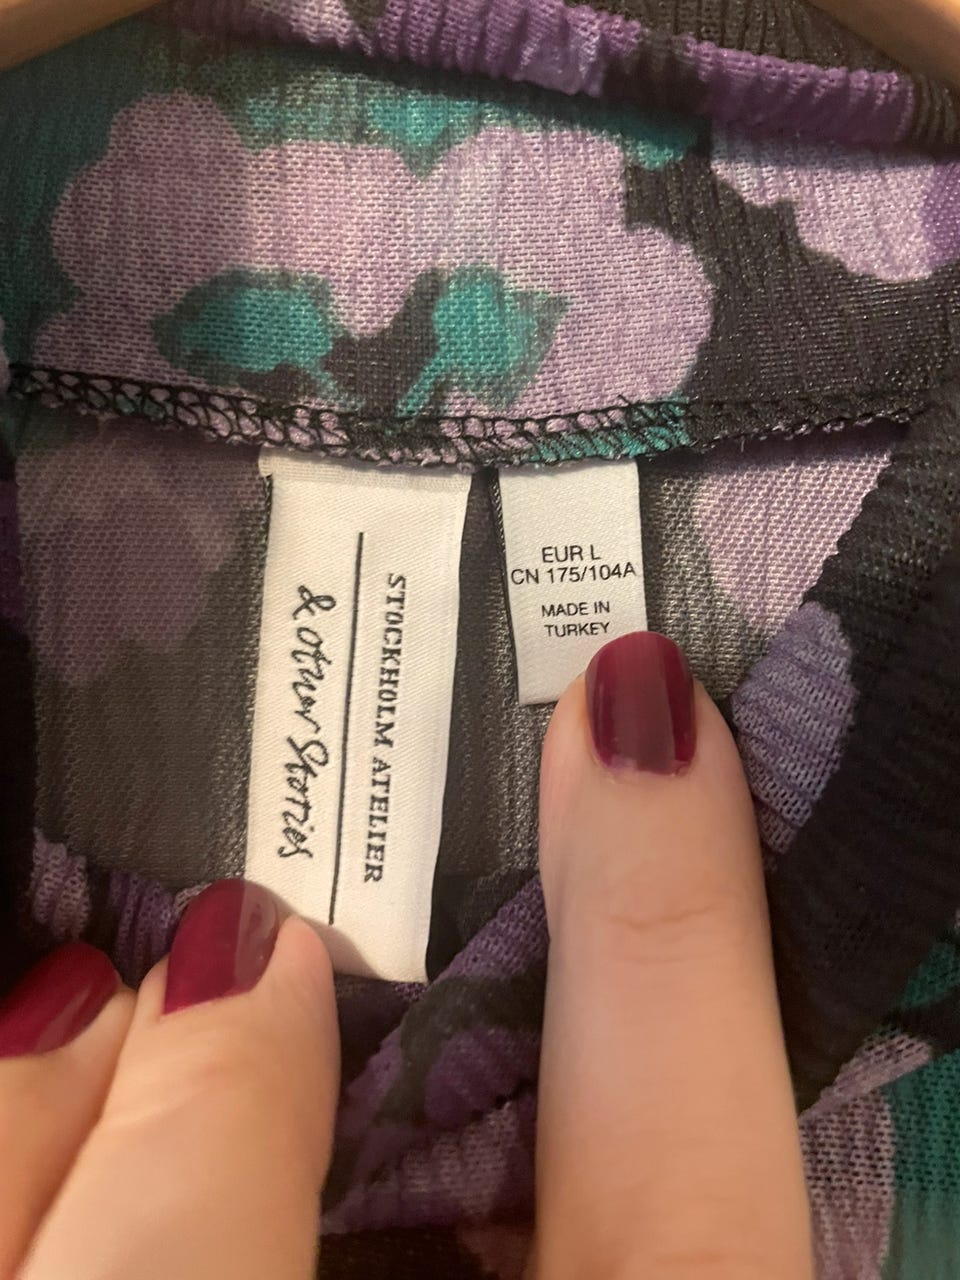 & other Stories
STOCKHOLM ATELIER
EUR L
CN 175/104A
MADE IN
TURKEY